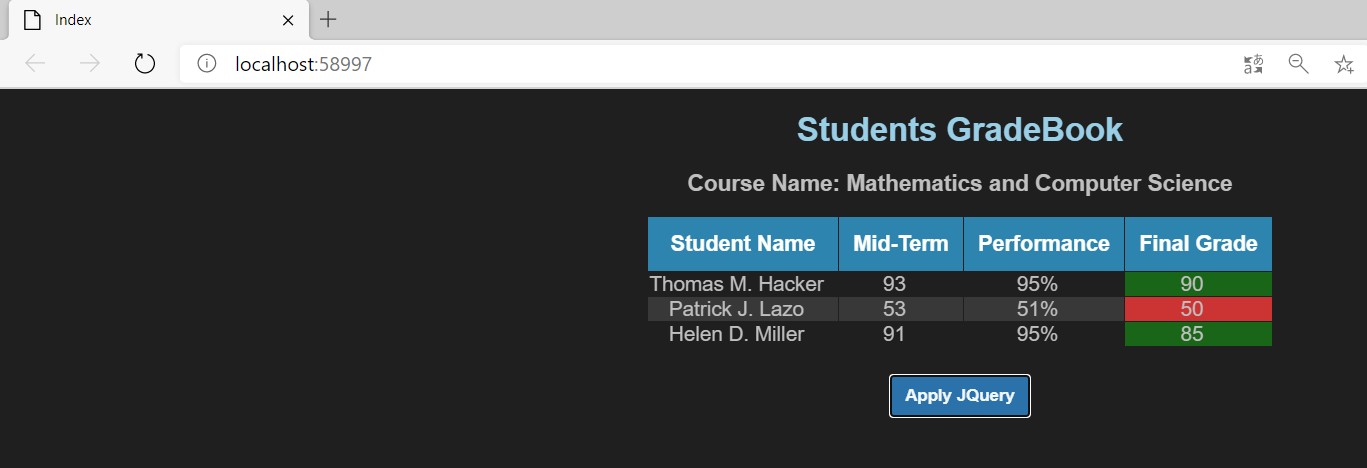 Index
localhost:58997
Students GradeBook
Course Name: Mathematics and Computer Science
Student Name Mid-Term Performance Final Grade
Thomas M. Hacker 93 95% 90
Patrick J. Lazo 53 51% 50
Helen D. Miller 91 95% 85
Apply JQuery